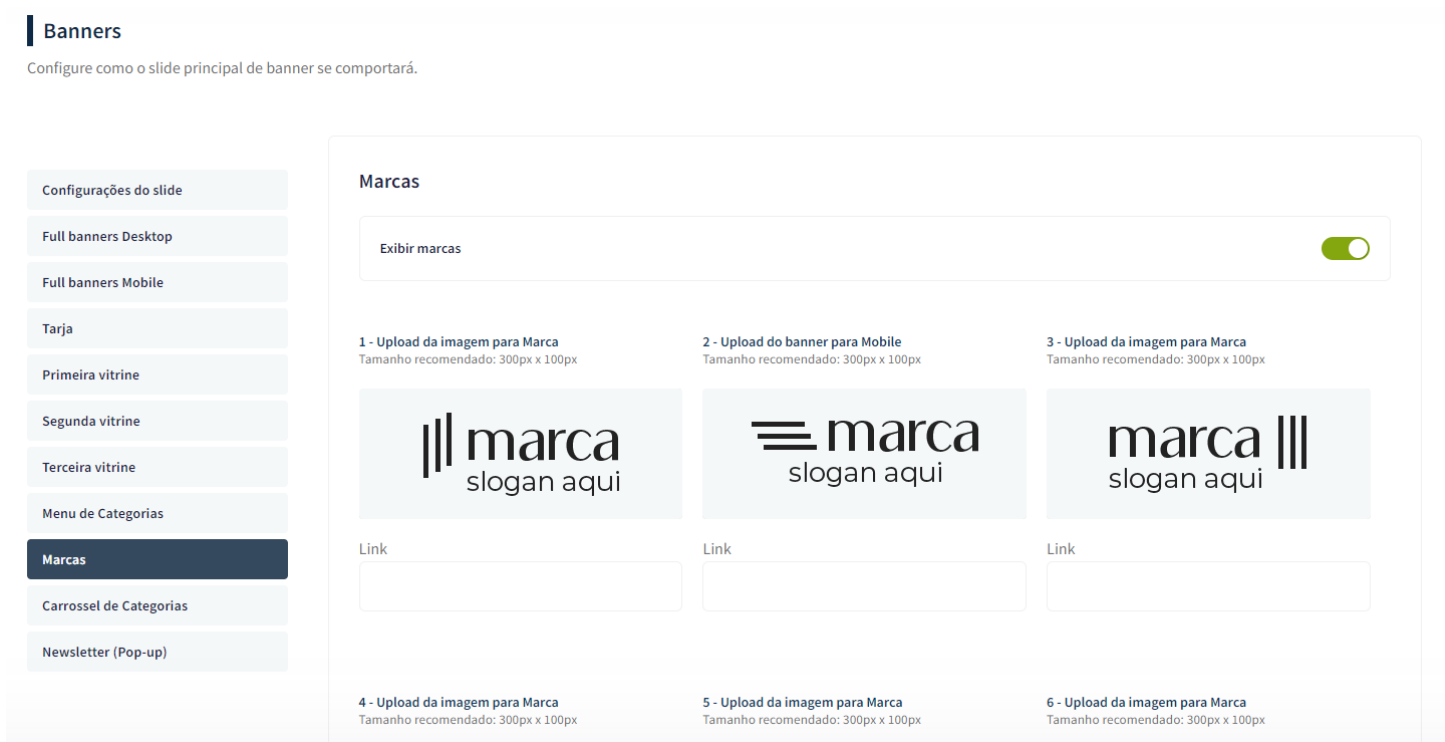 Banners
Configure como o slide principal de banner se comportará.
Configurações do slide
Full banners Desktop
Full banners Mobile
Tarja
Primeira vitrine
Segunda vitrine
Terceira vitrine
Menu de Categorias
Marcas
Carrossel de Categorias
Newsletter (Pop-up)
Marcas
Exibir marcas
1 - Upload da imagem para Marca
Tamanho recomendado: 300px x 100px
marca
slogan aqui
Link
2 - Upload do banner para Mobile
Tamanho recomendado: 300px x 100px
marca
slogan aqui
Link
3 - Upload da imagem para Marca
Tamanho recomendado: 300px x 100px
marca
slogan aqui
Link
4 - Upload da imagem para Marca
Tamanho recomendado: 300px x 100px
5 - Upload da imagem para Marca
Tamanho recomendado: 300px x 100px
6 - Upload da imagem para Marca
Tamanho recomendado: 300px x 100px